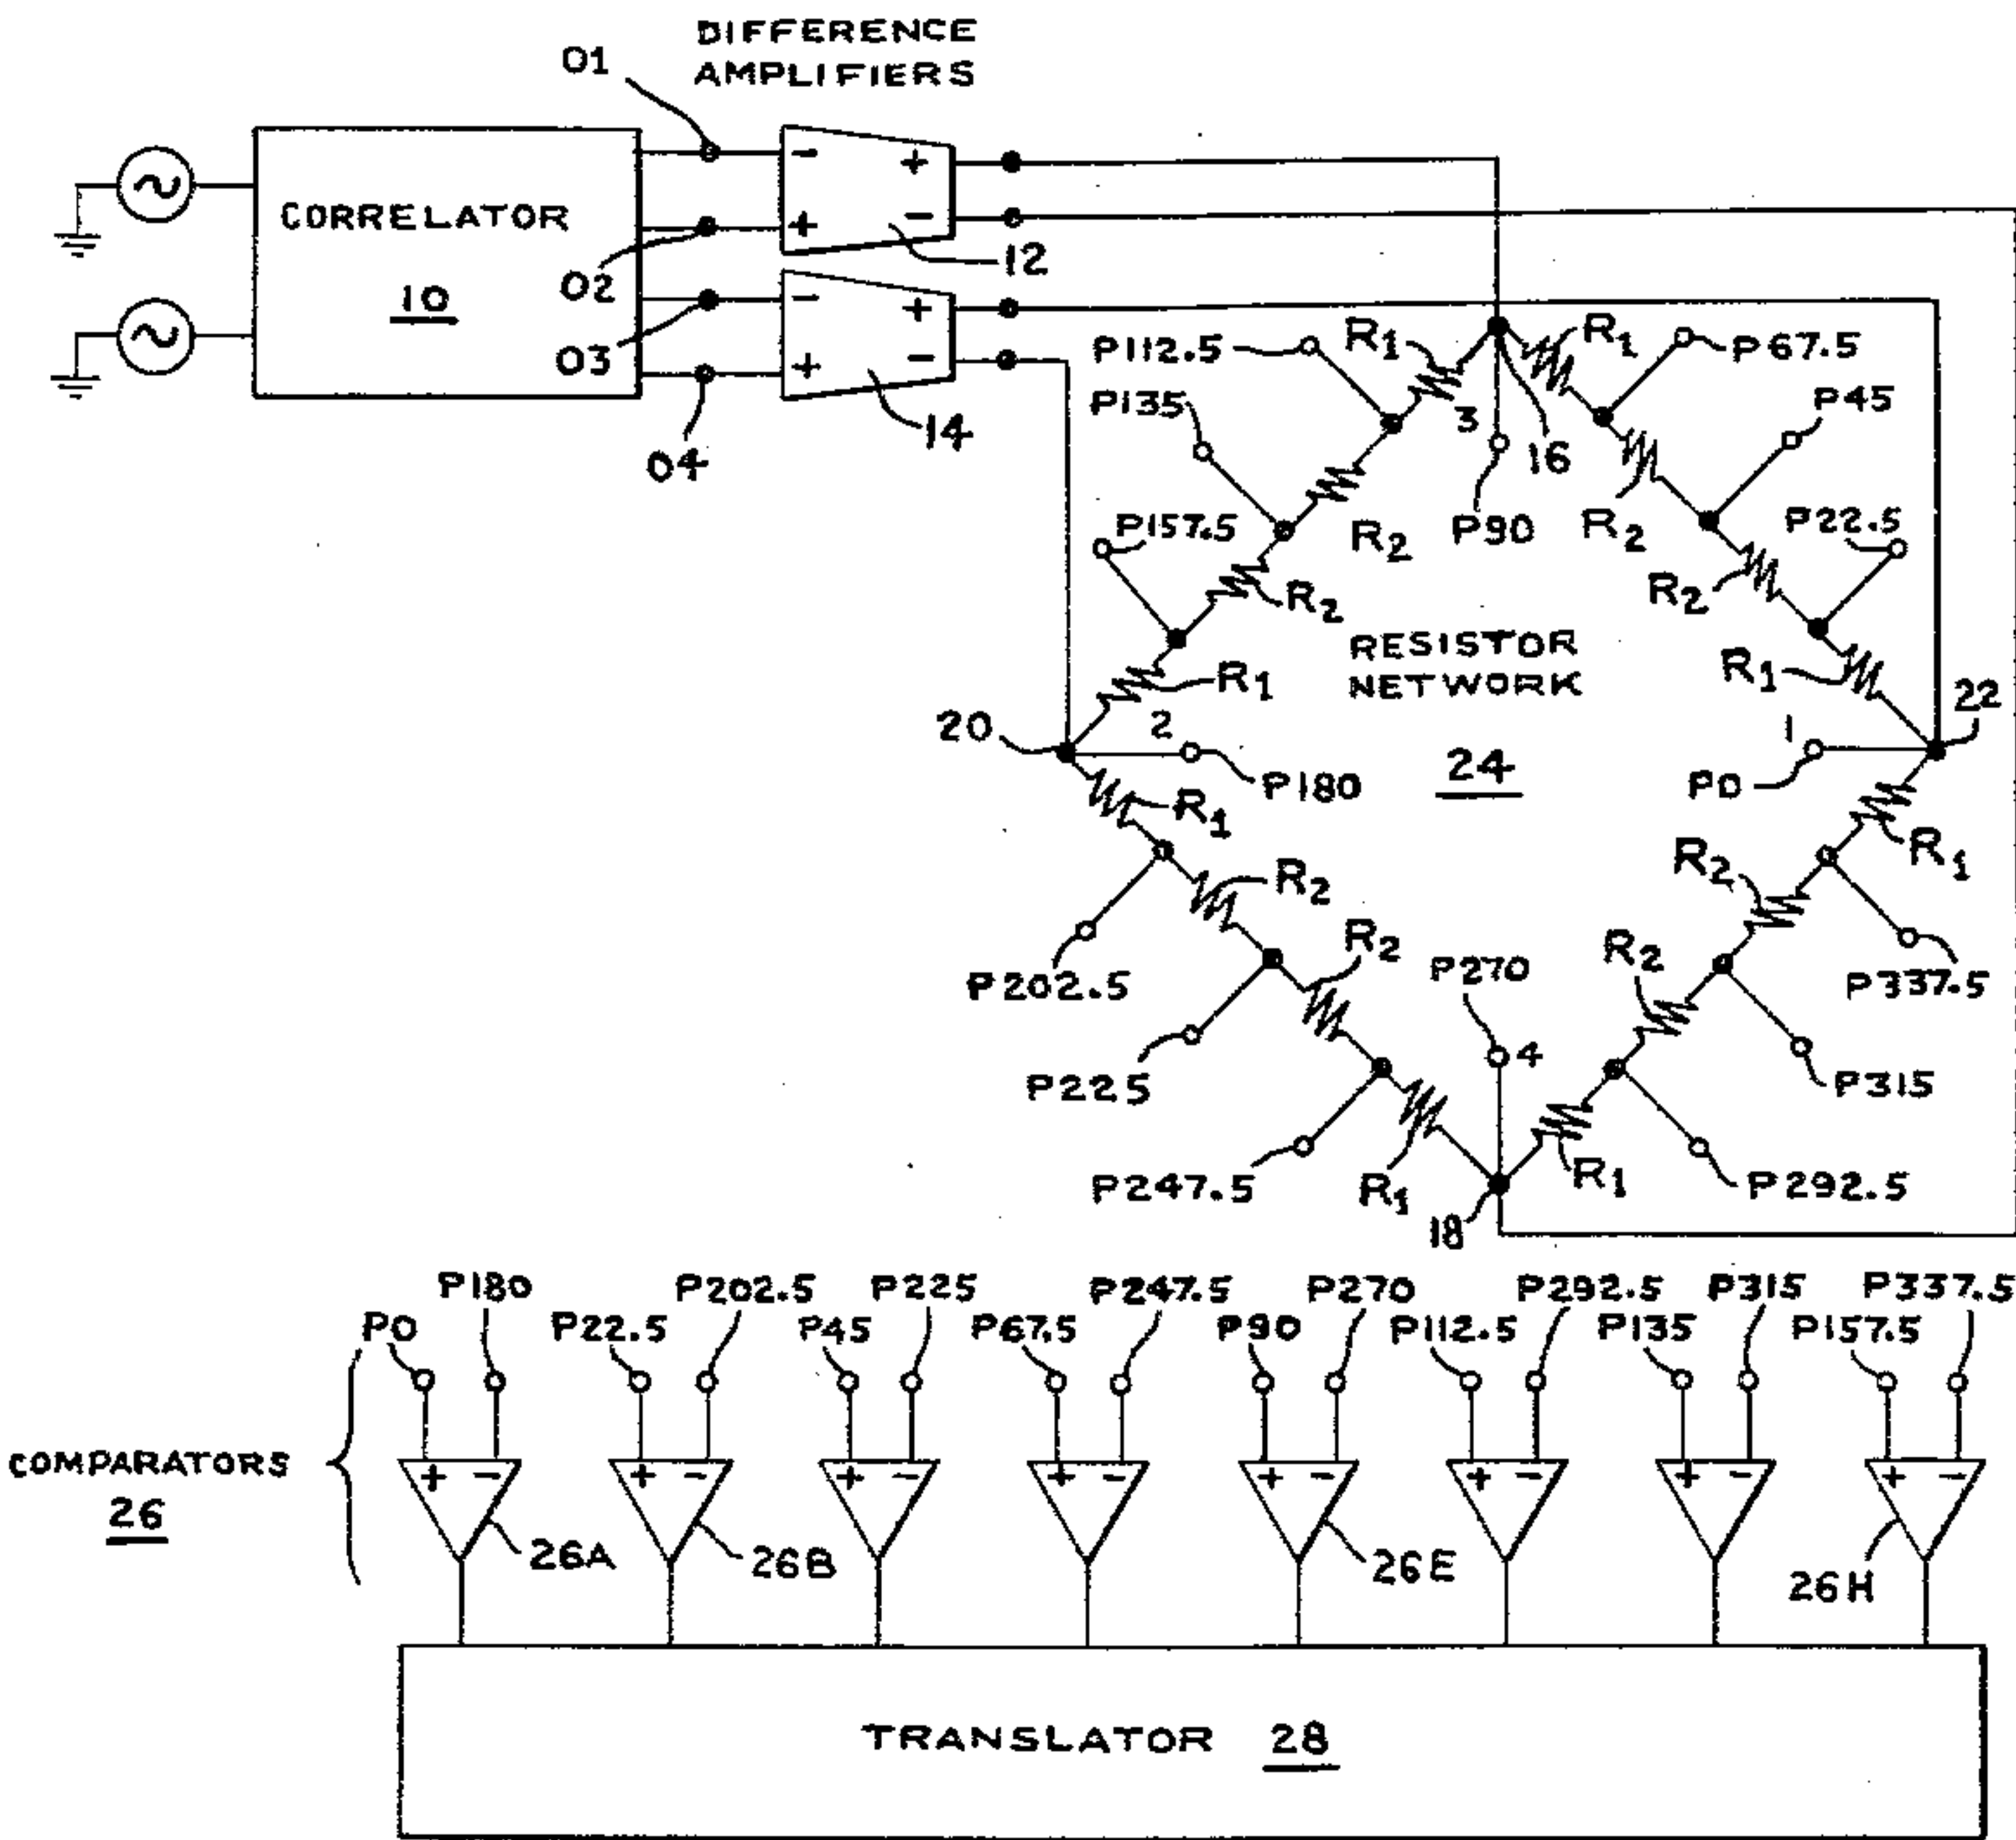 DIFFERENCE
AMPLIFIERS
01
02
03
04
CORRELATOR
10
-
+
+
-
12
-
+
+
-
14
P112.5
R1
R1
P67.5
P135
3
16
P45
P157.5
R2
P90
R2
P22.5
R2
R2
RESISTOR
NETWORK
R1
R1
20
2
1
22
P180
24
P0
R1
R1
R2
R2
P202.5
R2
P270
R2
P337.5
P225
4
P315
P247.5
R1
R1
P292.5
18
P0
P180
P22.5
P202.5
P45
P225
P67.5
P247.5
P90
P270
P112.5
P292.5
P135
P315
P157.5
P337.5
COMPARATORS
26
+ -
+ -
+ -
+ -
+ -
+ -
+ -
+ -
26A
26B
26E
26H
TRANSLATOR 28